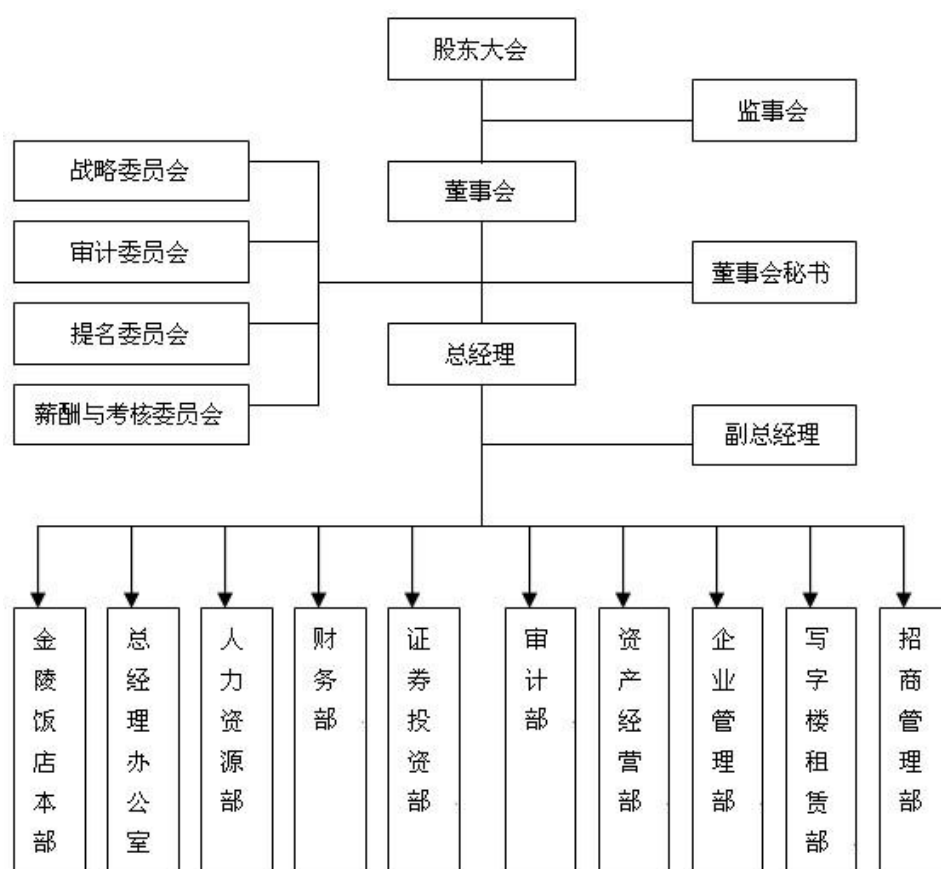 股东大会
监事会
战略委员会
董事会
审计委员会
董事会秘书
提名委员会
总经理
薪酬与考核委员会
副总经理
金陵饭店本部
总经理办公室
人力资源部
财务部
证券投资部
审计部
资产经营部
企业管理部
写字楼租赁部
招商管理部